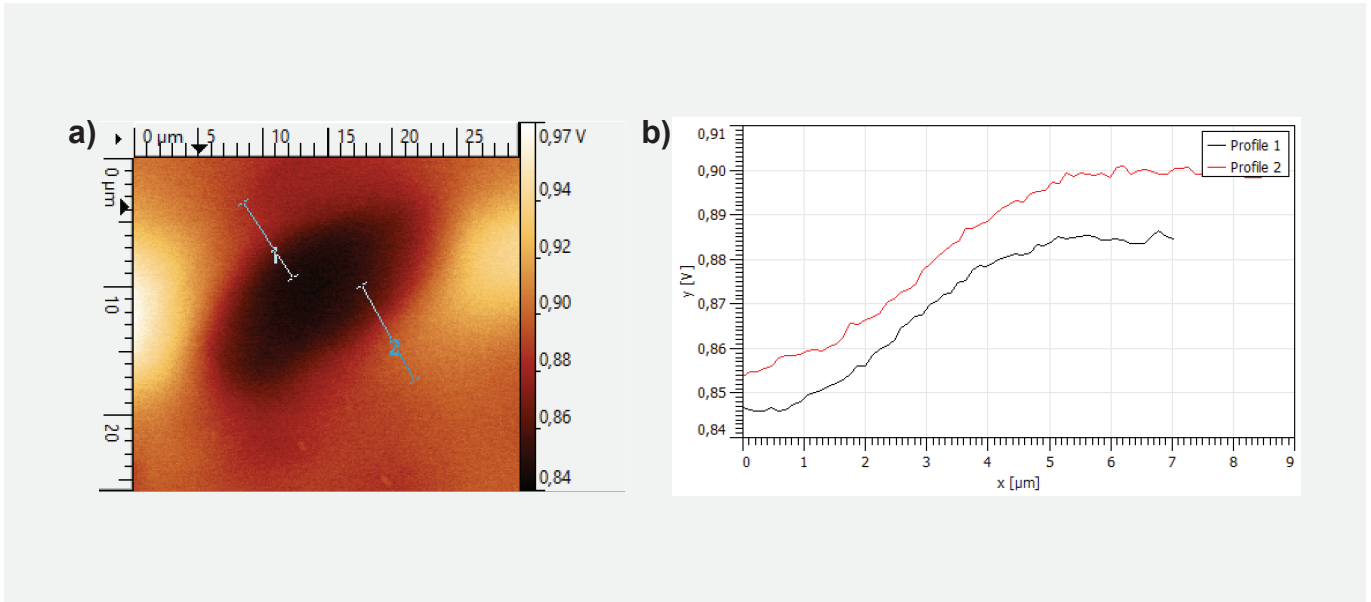 a)
0 µm 5 10 15 20 25
0 µm
10
20
0,97 V
0,94
0,92
0,90
0,88
0,86
0,84
1
2
b)
0,91
0,90
0,89
0,88
0,87
0,86
0,85
0,84
y [V]
Profile 1
Profile 2
0 1 2 3 4 5 6 7 8 9
x [µm]